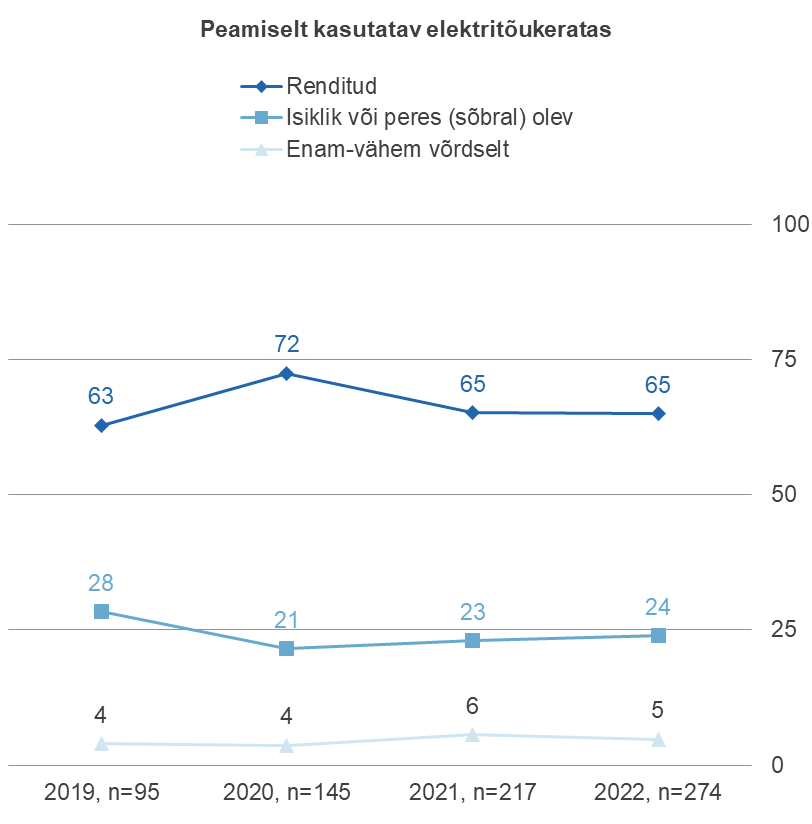 Peamiselt kasutatav elektritõukeratas
Renditud
Isiklik või peres (sõbral) olev
Enam-vähem võrdselt
100
72
75
63
65
65
50
28
21
23
24
25
4
4
6
5
0
2019, n=95
2020, n=145
2021, n=217
2022, n=274